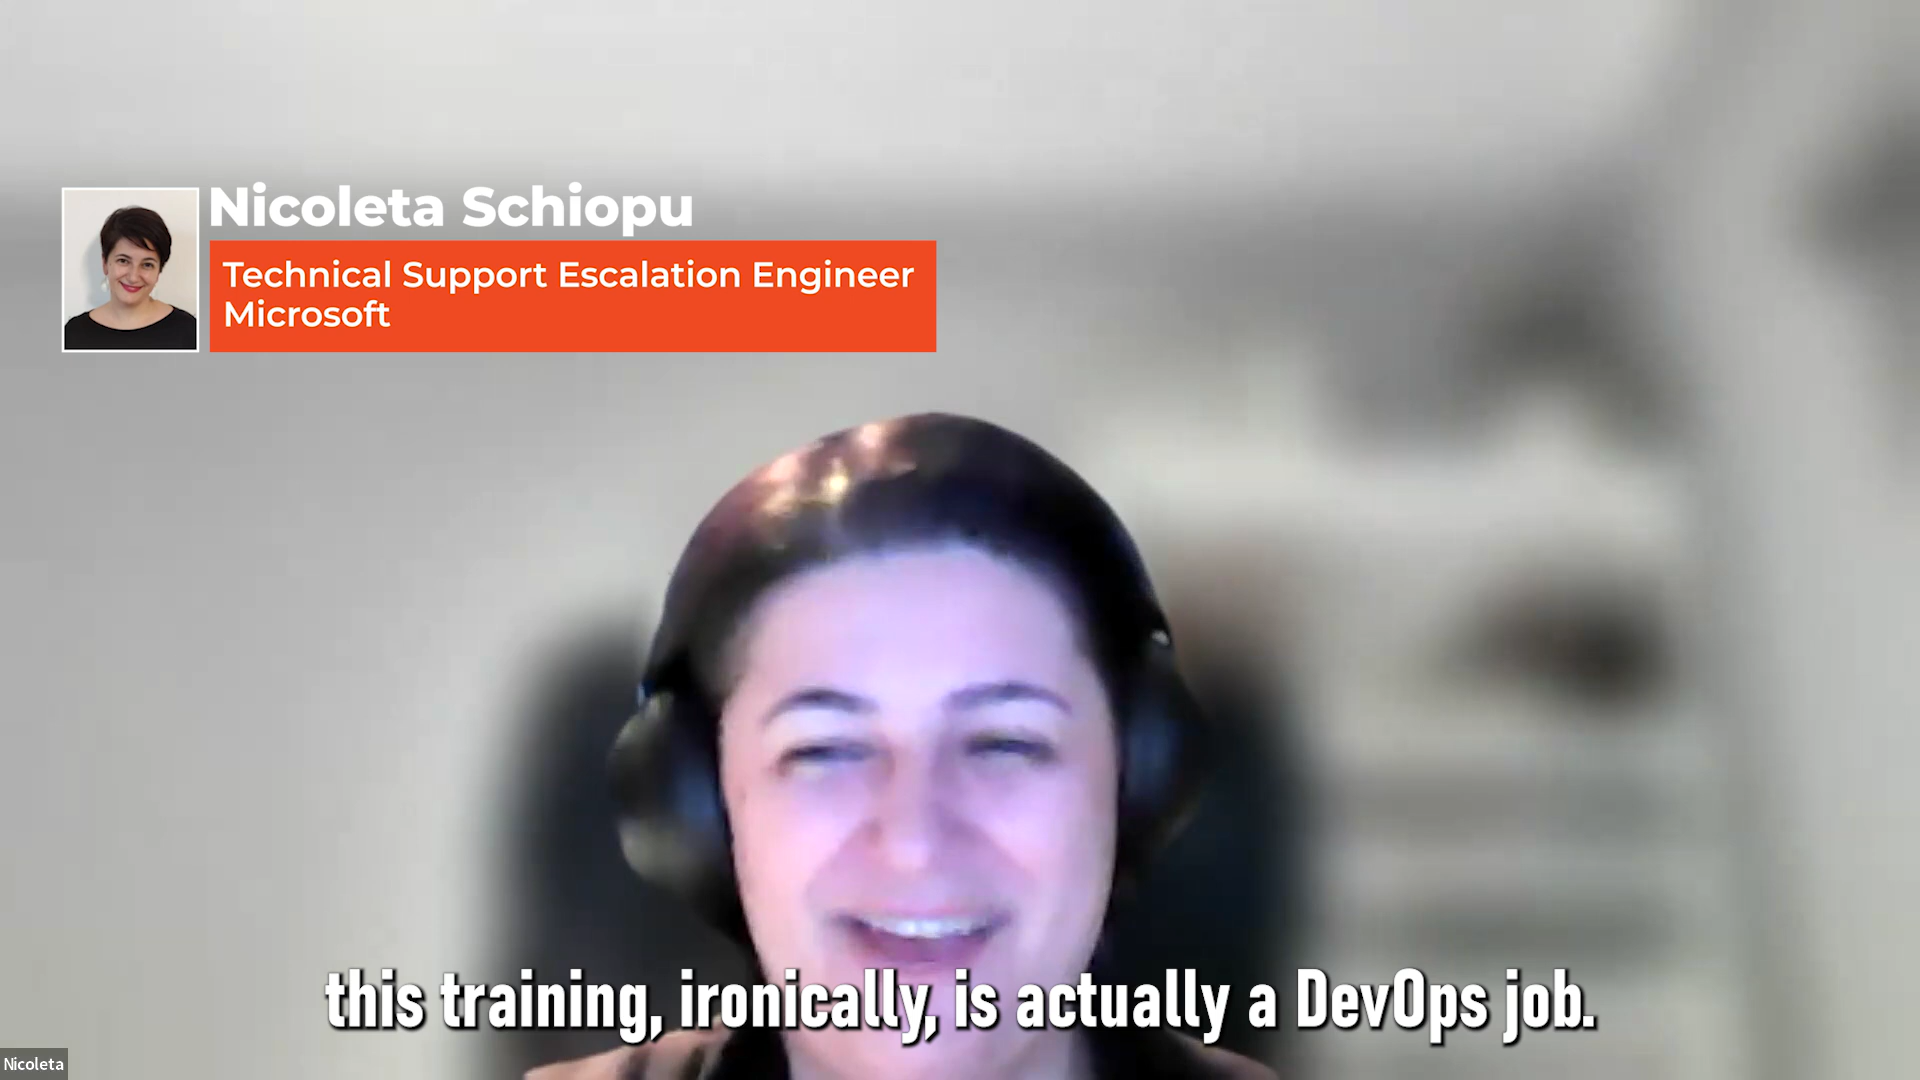 Nicoleta Schiopu
Technical Support Escalation Engineer
Microsoft
this training, ironically, is actually a DevOps job.
Nicoleta